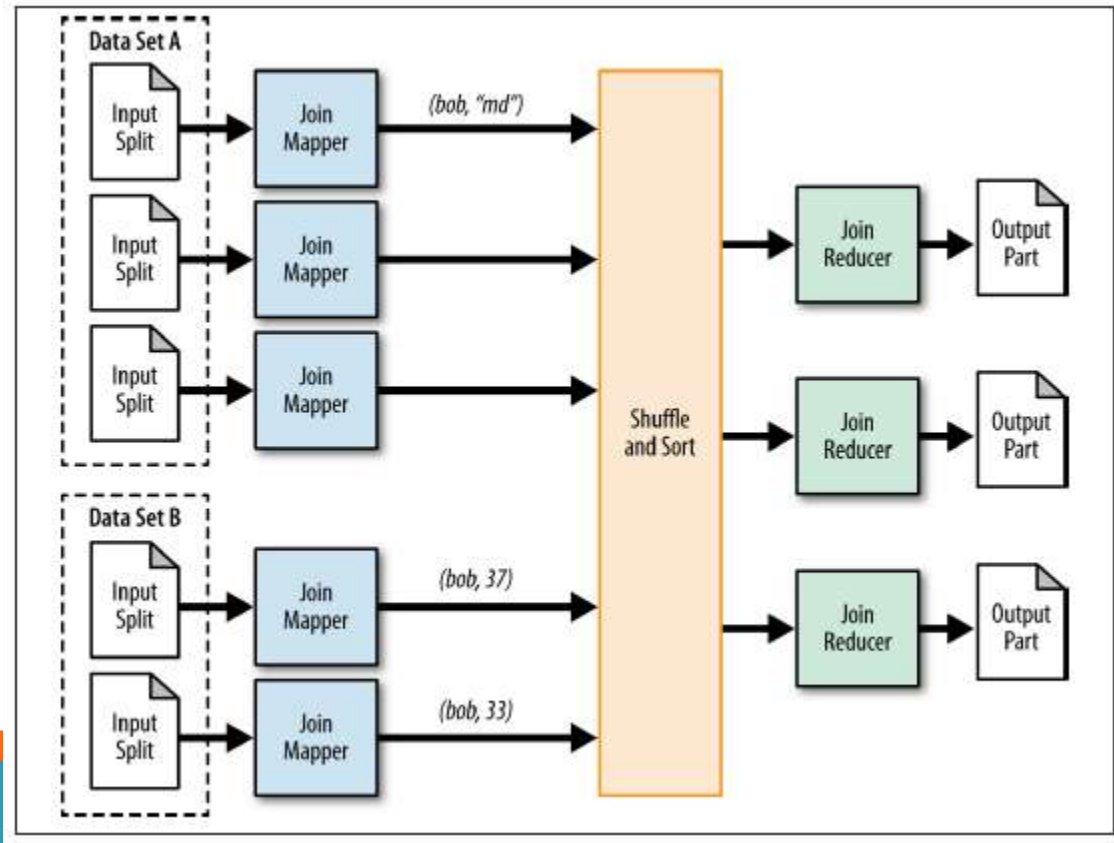 Data Set A
Input
Split
Join
Mapper
(bob, “md”)
Input
Split
Join
Mapper
Input
Split
Join
Mapper
Data Set B
Input
Split
Join
Mapper
(bob, 37)
Input
Split
Join
Mapper
(bob, 33)
Shuffle
and Sort
Join
Reducer
Output
Part
Join
Reducer
Output
Part
Join
Reducer
Output
Part